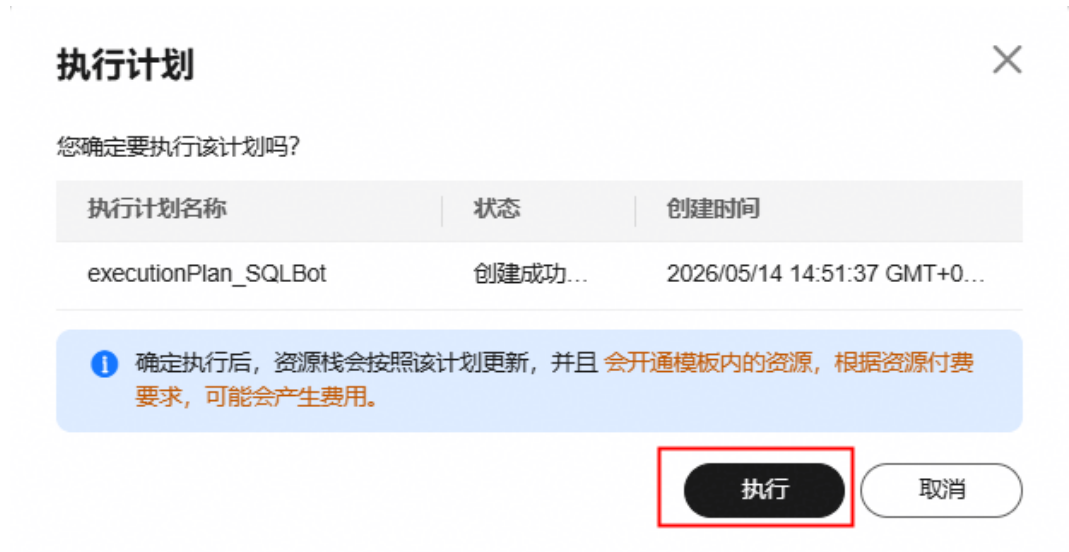 执行计划
您确定要执行该计划吗?
执行计划名称 状态 创建时间
executionPlan_SQLBot 创建成功... 2026/05/14 14:51:37 GMT+0...
确定执行后，资源栈会按照该计划更新，并且 会开通模板内的资源，根据资源付费
要求，可能会产生费用。
执行 取消